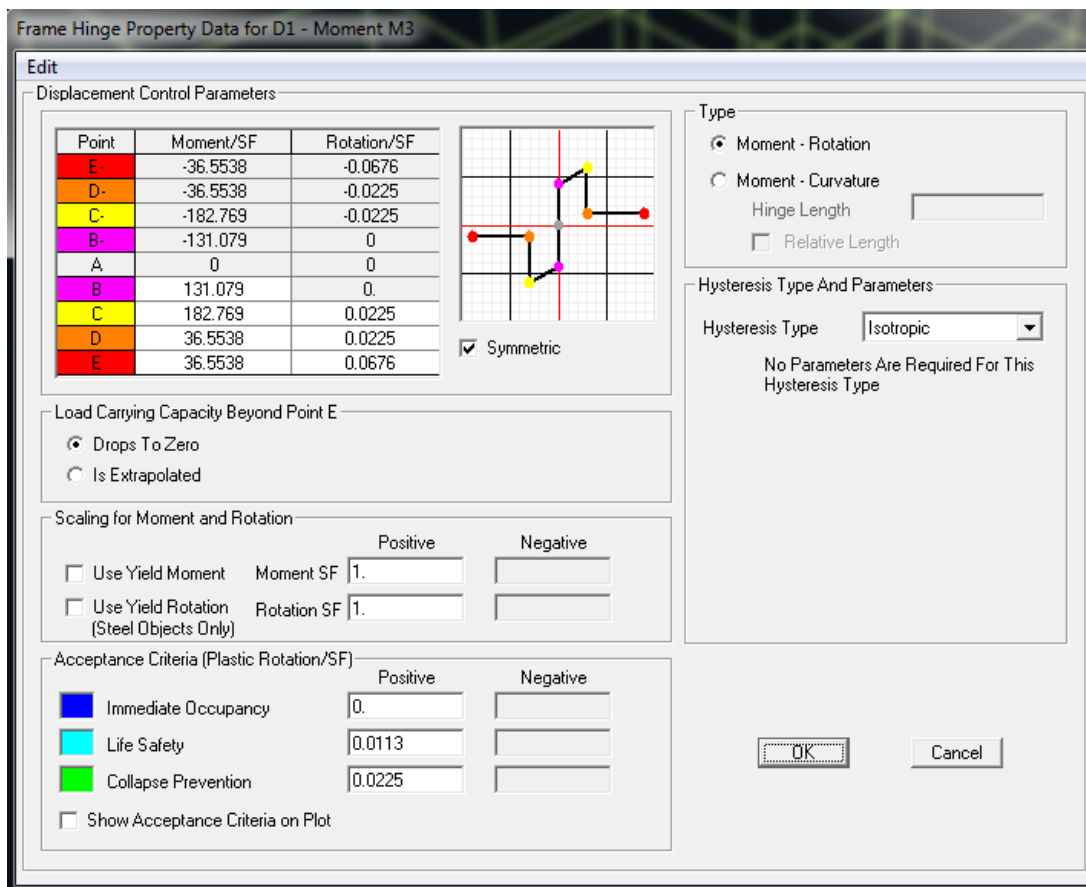 Frame Hinge Property Data for D1 - Moment M3
Edit
Displacement Control Parameters
Point Moment/SF Rotation/SF
E- -36.5538 -0.0676
D- -36.5538 -0.0225
C- -182.769 -0.0225
B- -131.079 0
A 0 0
B 131.079 0.
C 182.769 0.0225
D 36.5538 0.0225
E 36.5538 0.0676
Symmetric
Load Carrying Capacity Beyond Point E
Drops To Zero
Is Extrapolated
Scaling for Moment and Rotation
Positive Negative
Use Yield Moment Moment SF 1.
Use Yield Rotation Rotation SF 1.
(Steel Objects Only)
Acceptance Criteria (Plastic Rotation/SF)
Positive Negative
Immediate Occupancy 0.
Life Safety 0.0113
Collapse Prevention 0.0225
Show Acceptance Criteria on Plot
Type
Moment - Rotation
Moment - Curvature
Hinge Length
Relative Length
Hysteresis Type And Parameters
Hysteresis Type Isotropic
No Parameters Are Required For This
Hysteresis Type
OK Cancel